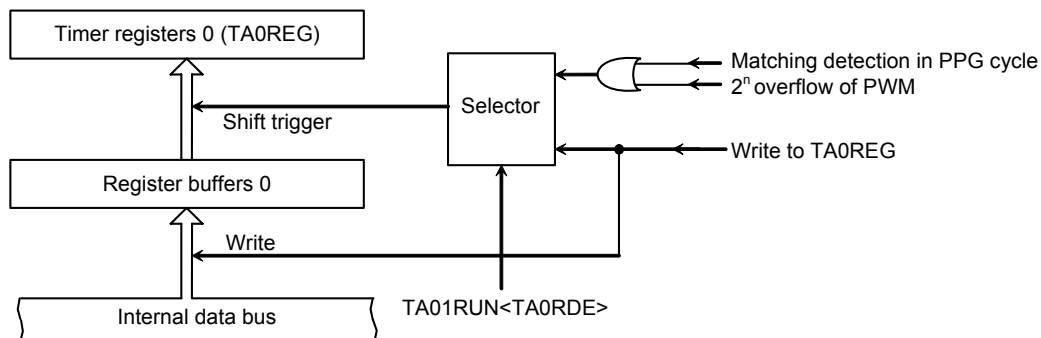 Timer registers 0 (TA0REG)
Matching detection in PPG cycle
2ⁿ overflow of PWM
Selector
Shift trigger
Write to TA0REG
Register buffers 0
Write
TA01RUN<TA0RDE>
Internal data bus